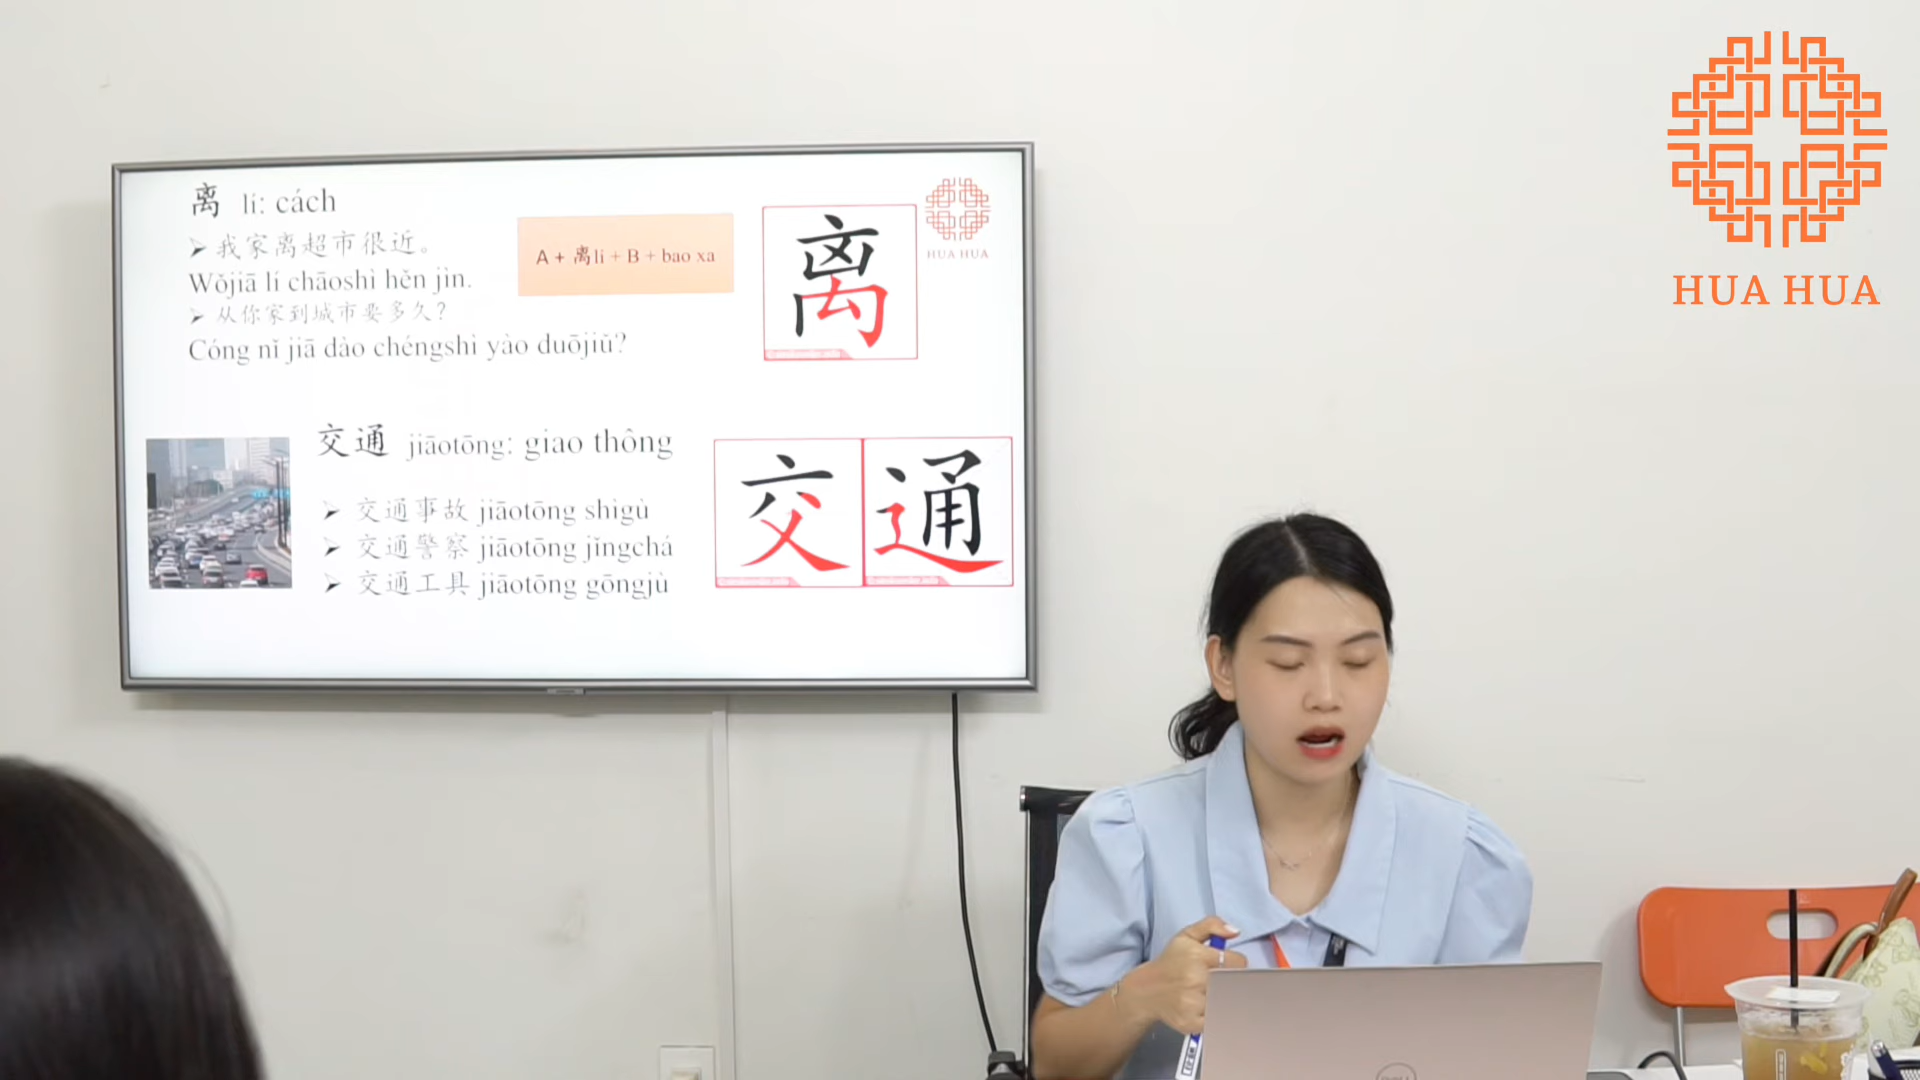 离 lí: cách
➢ 我家离超市很近。
Wǒjiā lí chāoshì hěn jìn.
➢ 从你家到城市要多久？
Cóng nǐ jiā dào chéngshì yào duōjiǔ?
A + 离lí + B + bao xa
离
HUA HUA
交通 jiāotōng: giao thông
➢ 交通事故 jiāotōng shìgù
➢ 交通警察 jiāotōng jǐngchá
➢ 交通工具 jiāotōng gōngjù
交通
HUA HUA
DELL